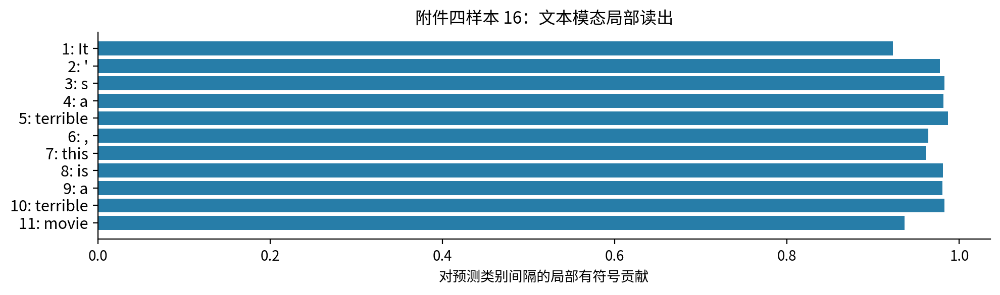 附件四样本 16：文本模态局部读出
1: It
2: '
3: s
4: a
5: terrible
6: ,
7: this
8: is
9: a
10: terrible
11: movie
0.0 0.2 0.4 0.6 0.8 1.0
对预测类别间隔的局部有符号贡献